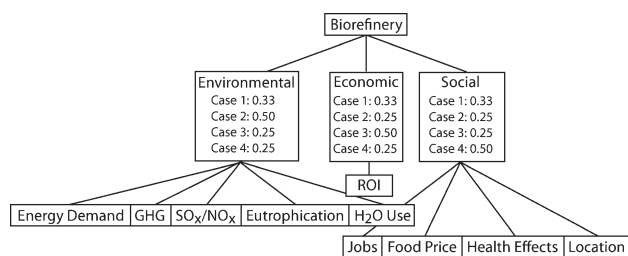 Biorefinery
Environmental
Case 1: 0.33
Case 2: 0.50
Case 3: 0.25
Case 4: 0.25
Economic
Case 1: 0.33
Case 2: 0.25
Case 3: 0.50
Case 4: 0.25
Social
Case 1: 0.33
Case 2: 0.25
Case 3: 0.25
Case 4: 0.50
ROI
Energy Demand
GHG
SOx/NOx
Eutrophication
H2O Use
Jobs
Food Price
Health Effects
Location